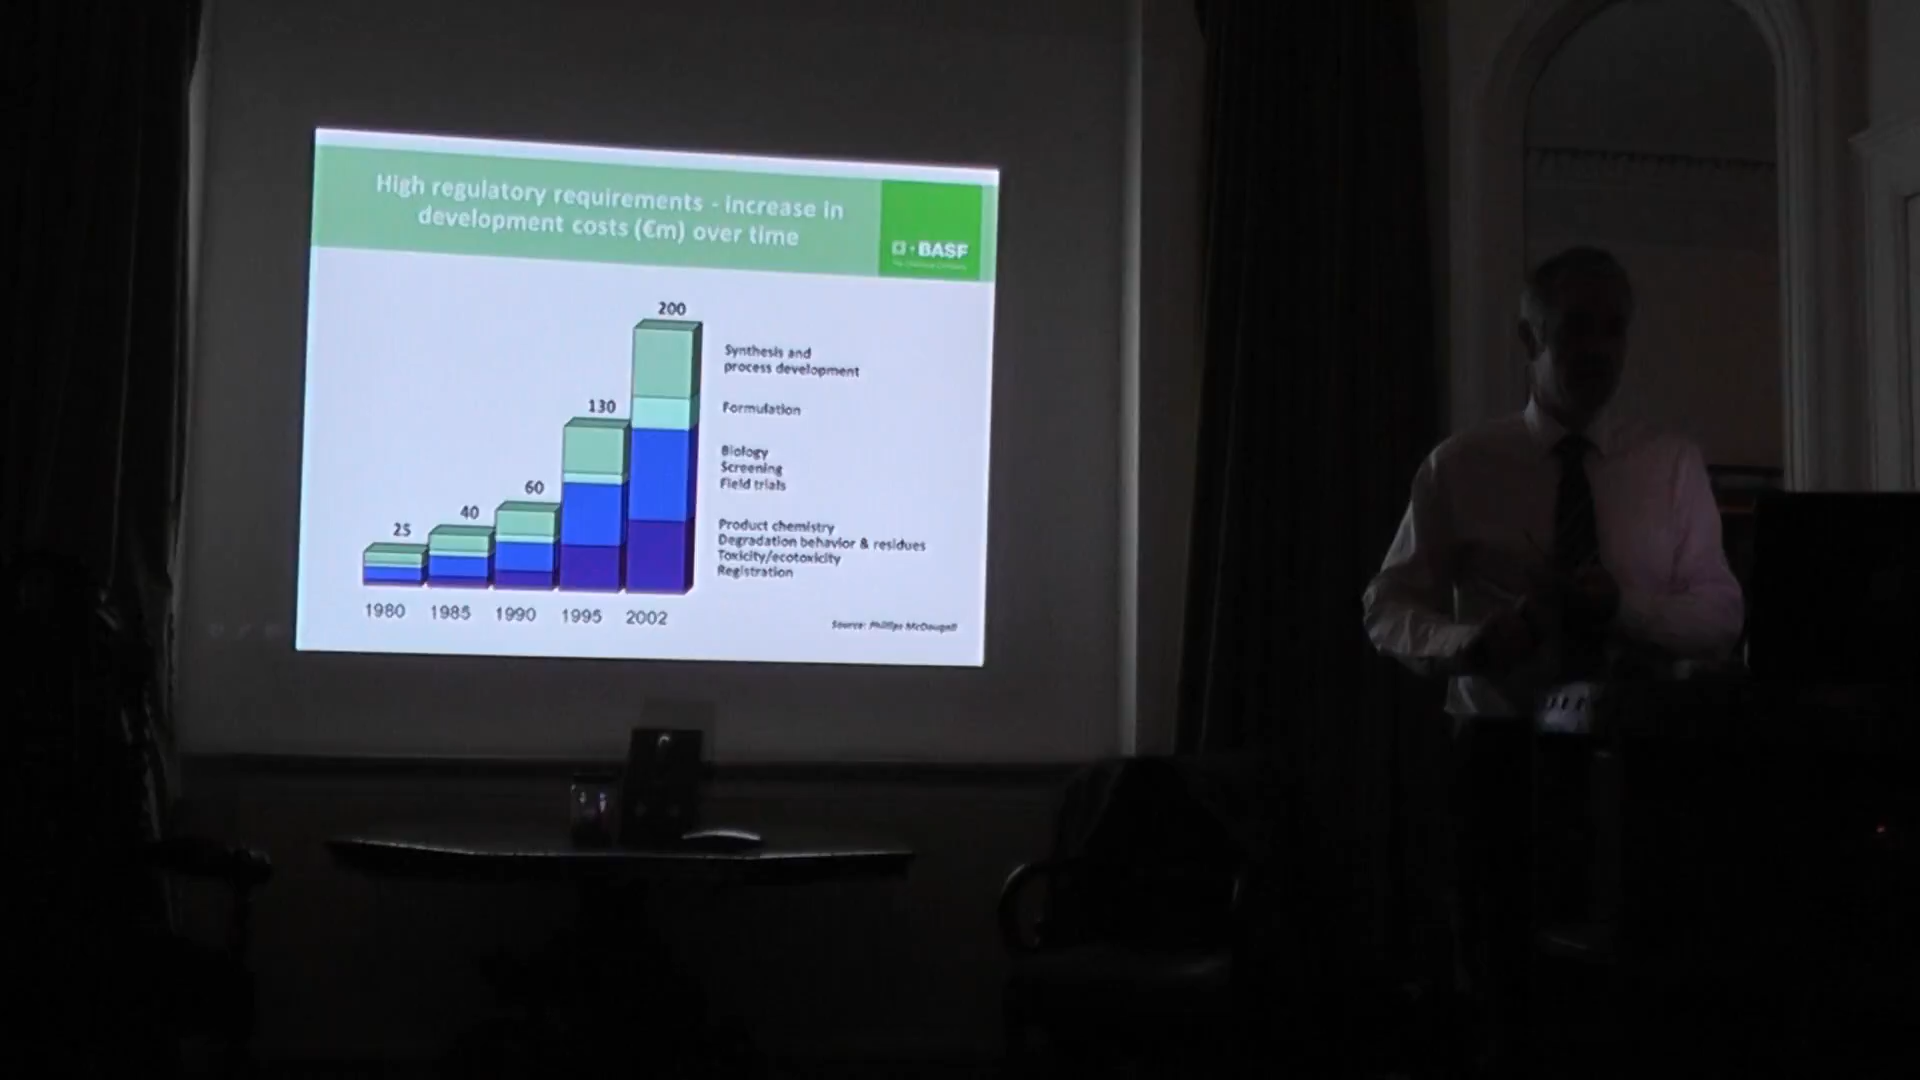 High regulatory requirements - increase in
development costs (€m) over time
BASF
200
130
60
40
25
Synthesis and
process development
Formulation
Biology
Screening
Field trials
Product chemistry
Degradation behavior & residues
Toxicity/ecotoxicity
Registration
1980 1985 1990 1995 2002
Source: Phillips McDougall